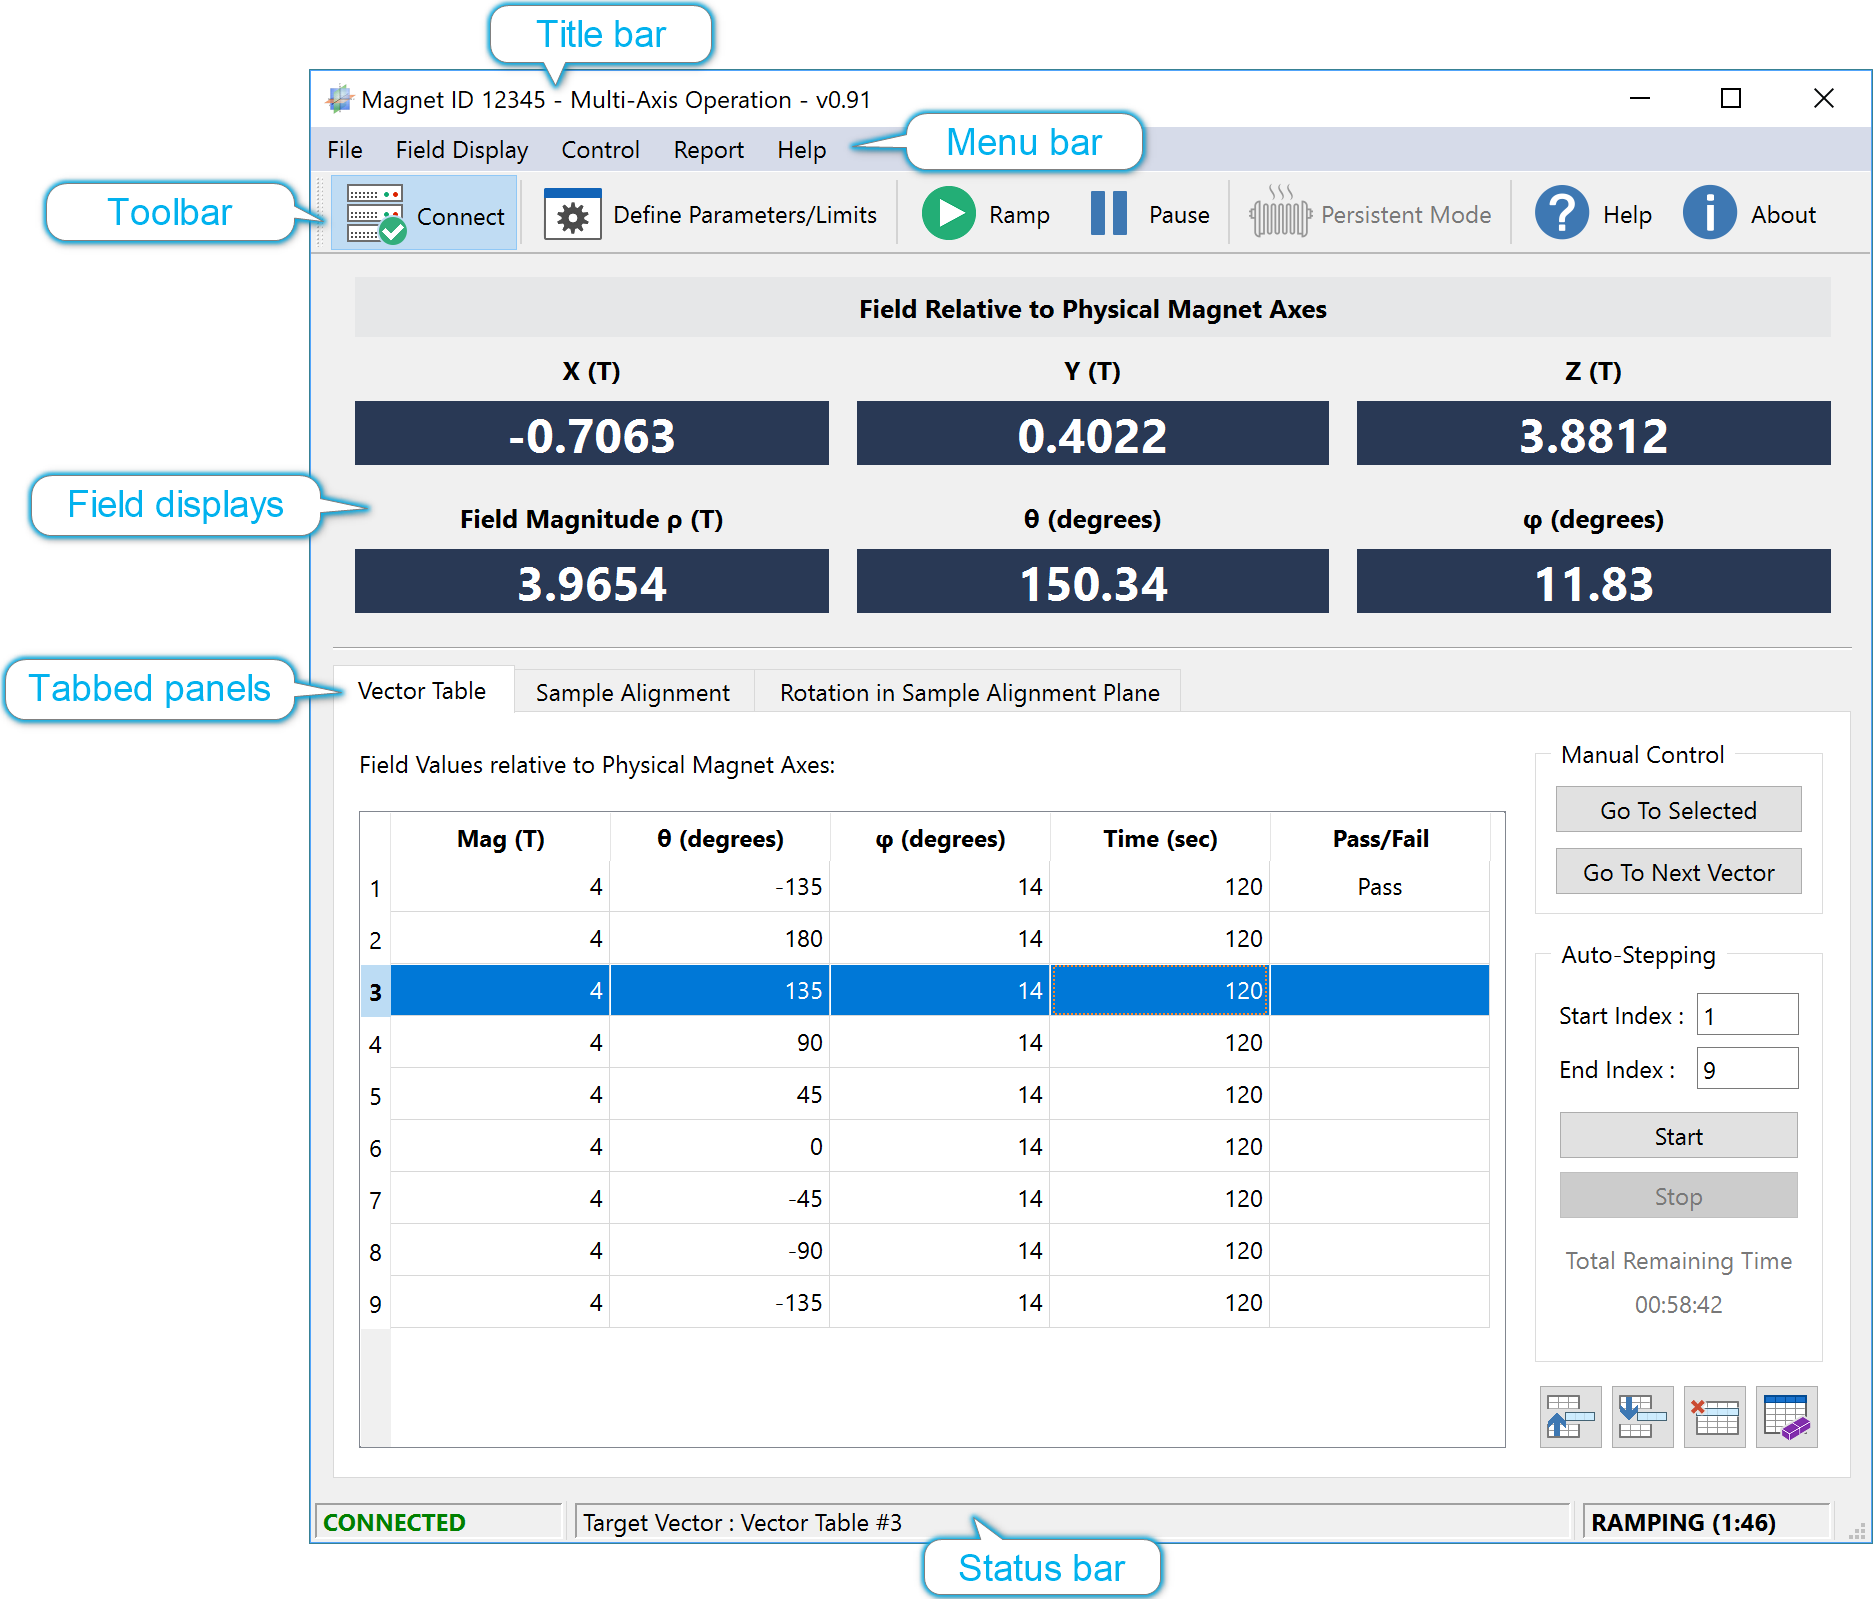 Title bar
Magnet ID 12345 - Multi-Axis Operation - v0.91
File Field Display Control Report Help
Menu bar
Toolbar
Connect Define Parameters/Limits Ramp Pause Persistent Mode Help About
Field Relative to Physical Magnet Axes
X (T) Y (T) Z (T)
-0.7063 0.4022 3.8812
Field displays
Field Magnitude ρ (T) θ (degrees) φ (degrees)
3.9654 150.34 11.83
Tabbed panels
Vector Table Sample Alignment Rotation in Sample Alignment Plane
Field Values relative to Physical Magnet Axes:
Mag (T) θ (degrees) φ (degrees) Time (sec) Pass/Fail
1 4 -135 14 120 Pass
2 4 180 14 120
3 4 135 14 120
4 4 90 14 120
5 4 45 14 120
6 4 0 14 120
7 4 -45 14 120
8 4 -90 14 120
9 4 -135 14 120
Manual Control
Go To Selected
Go To Next Vector
Auto-Stepping
Start Index : 1
End Index : 9
Start
Stop
Total Remaining Time
00:58:42
CONNECTED Target Vector : Vector Table #3 RAMPING (1:46)
Status bar